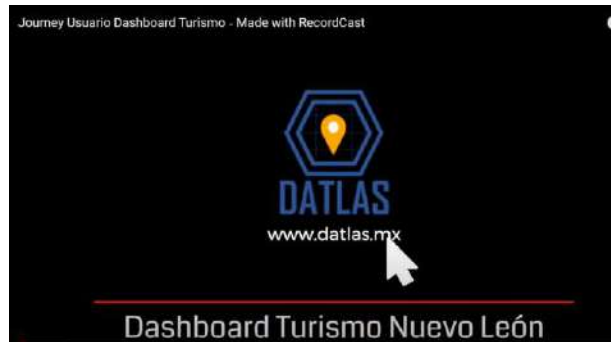 Journey Usuario Dashboard Turismo - Made with RecordCast
DATLAS
www.datlas.mx
Dashboard Turismo Nuevo León